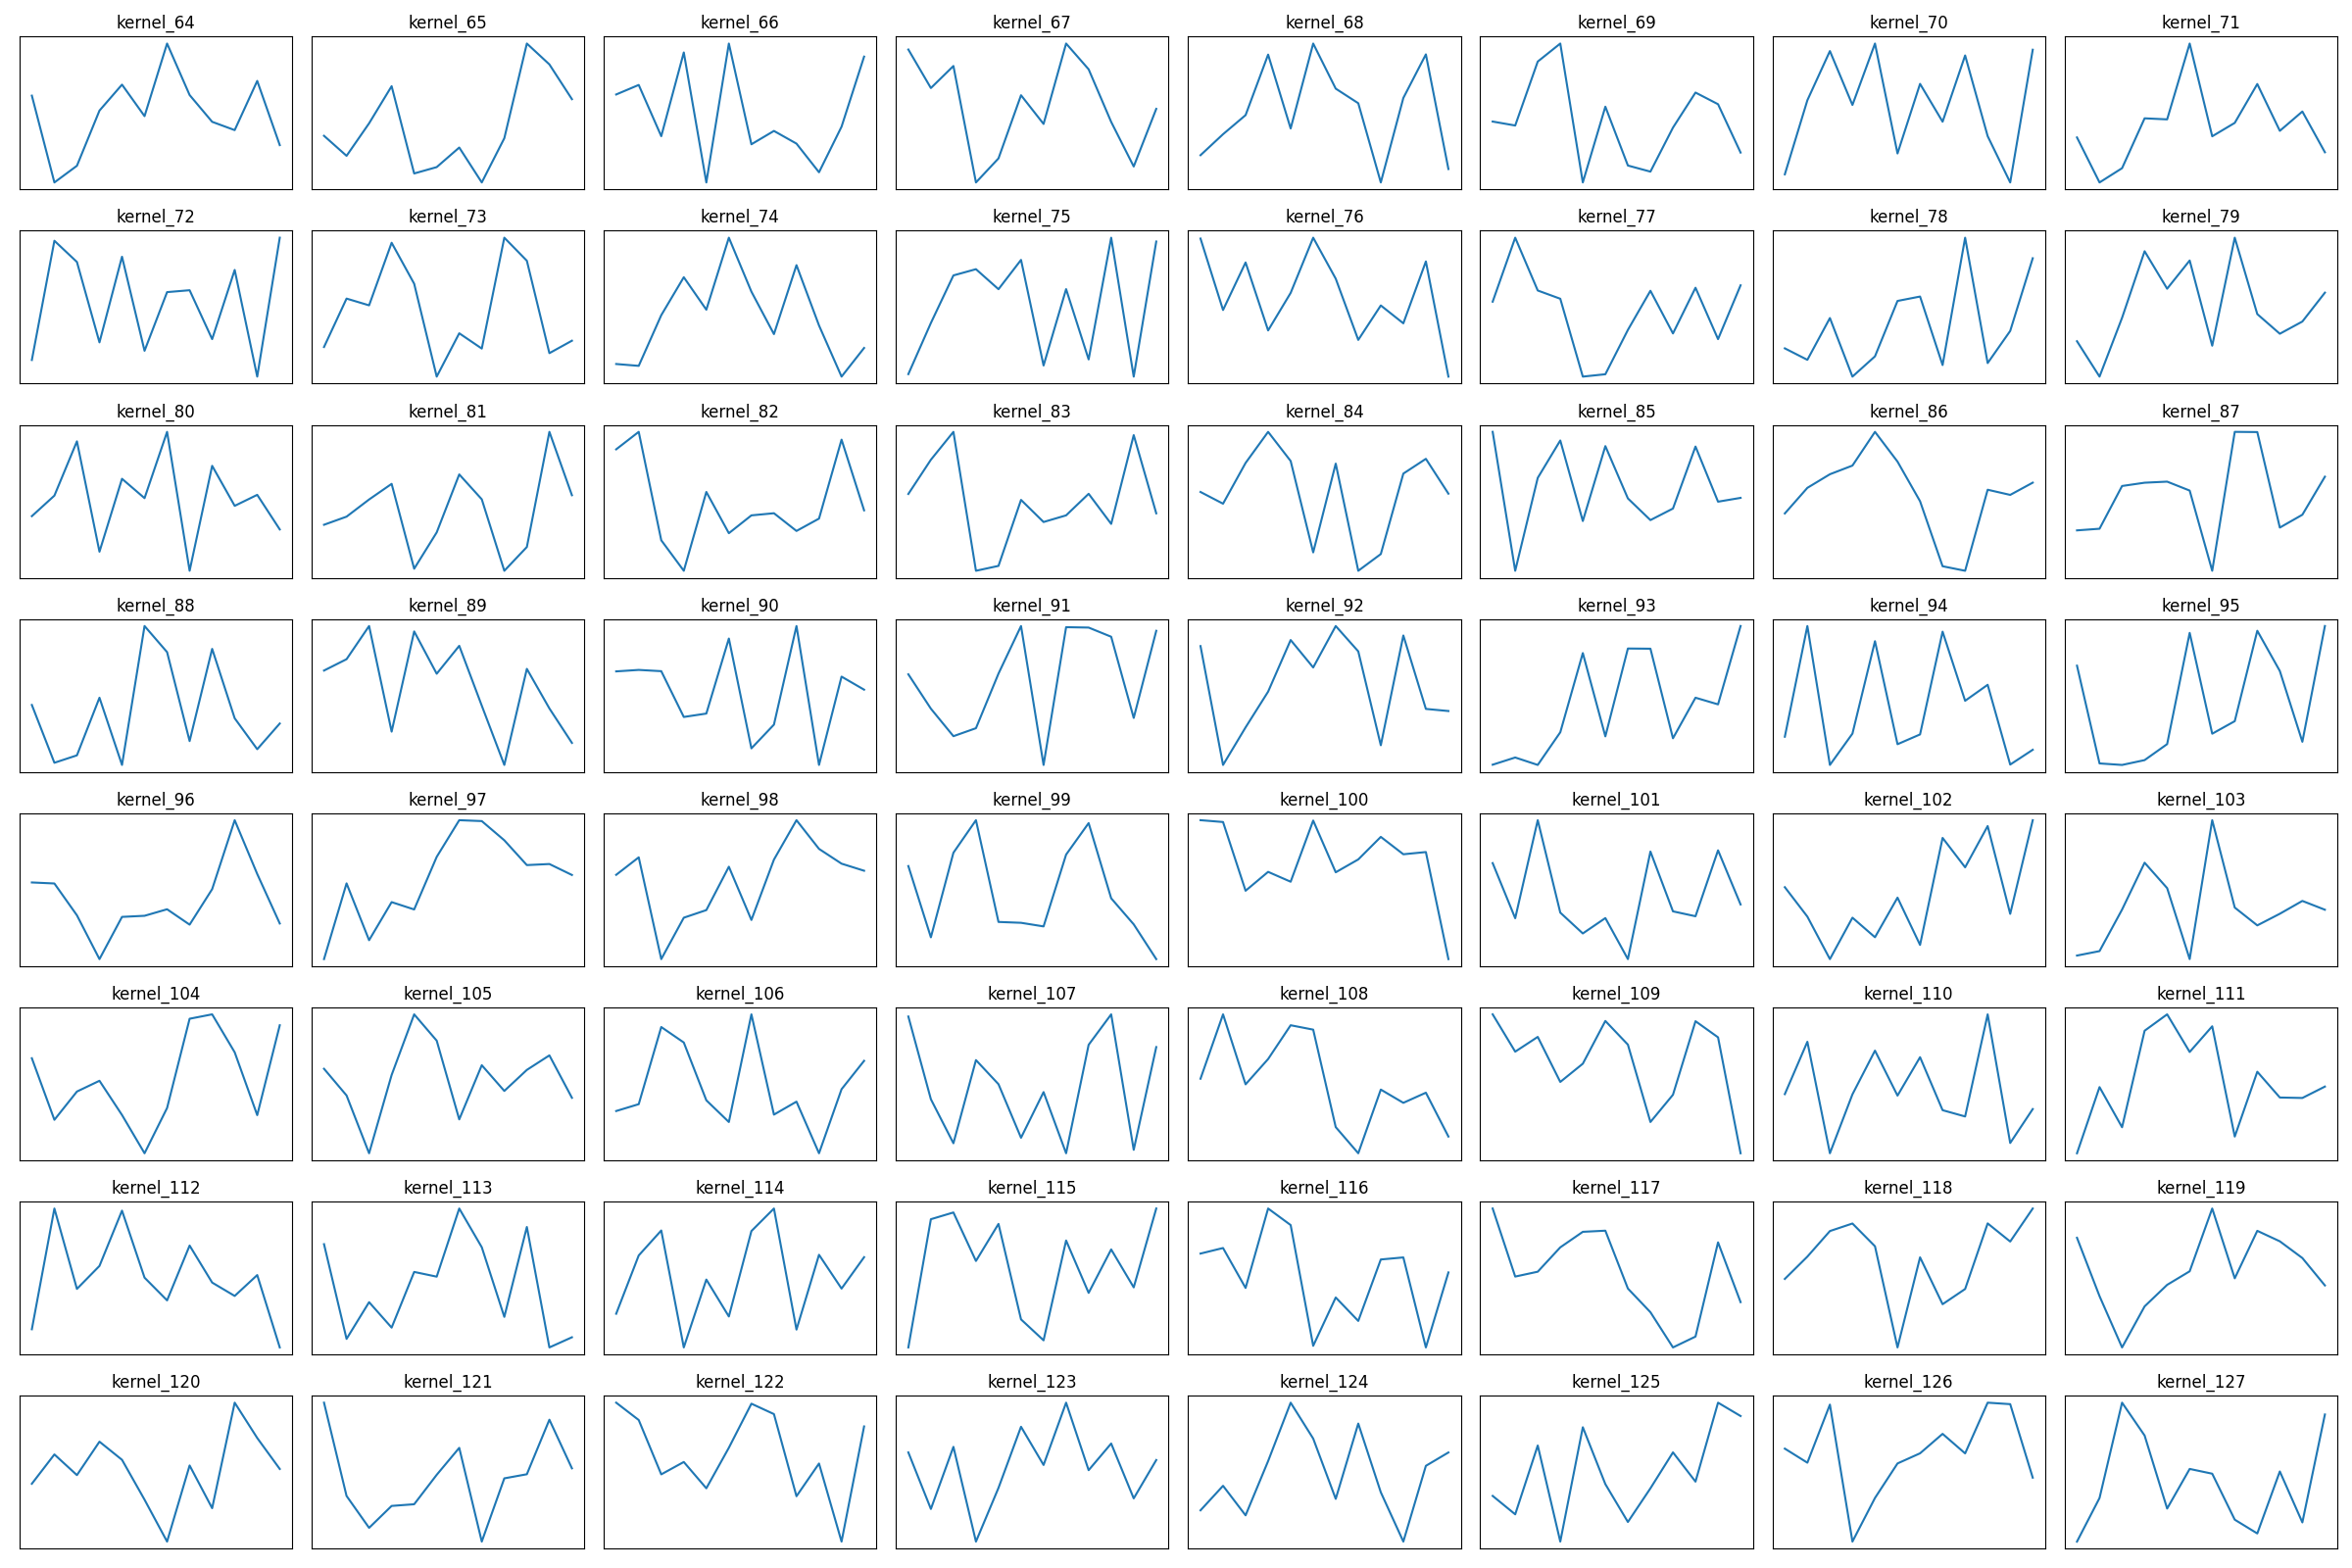 kernel_64 kernel_65 kernel_66 kernel_67 kernel_68 kernel_69 kernel_70 kernel_71
kernel_72 kernel_73 kernel_74 kernel_75 kernel_76 kernel_77 kernel_78 kernel_79
kernel_80 kernel_81 kernel_82 kernel_83 kernel_84 kernel_85 kernel_86 kernel_87
kernel_88 kernel_89 kernel_90 kernel_91 kernel_92 kernel_93 kernel_94 kernel_95
kernel_96 kernel_97 kernel_98 kernel_99 kernel_100 kernel_101 kernel_102 kernel_103
kernel_104 kernel_105 kernel_106 kernel_107 kernel_108 kernel_109 kernel_110 kernel_111
kernel_112 kernel_113 kernel_114 kernel_115 kernel_116 kernel_117 kernel_118 kernel_119
kernel_120 kernel_121 kernel_122 kernel_123 kernel_124 kernel_125 kernel_126 kernel_127